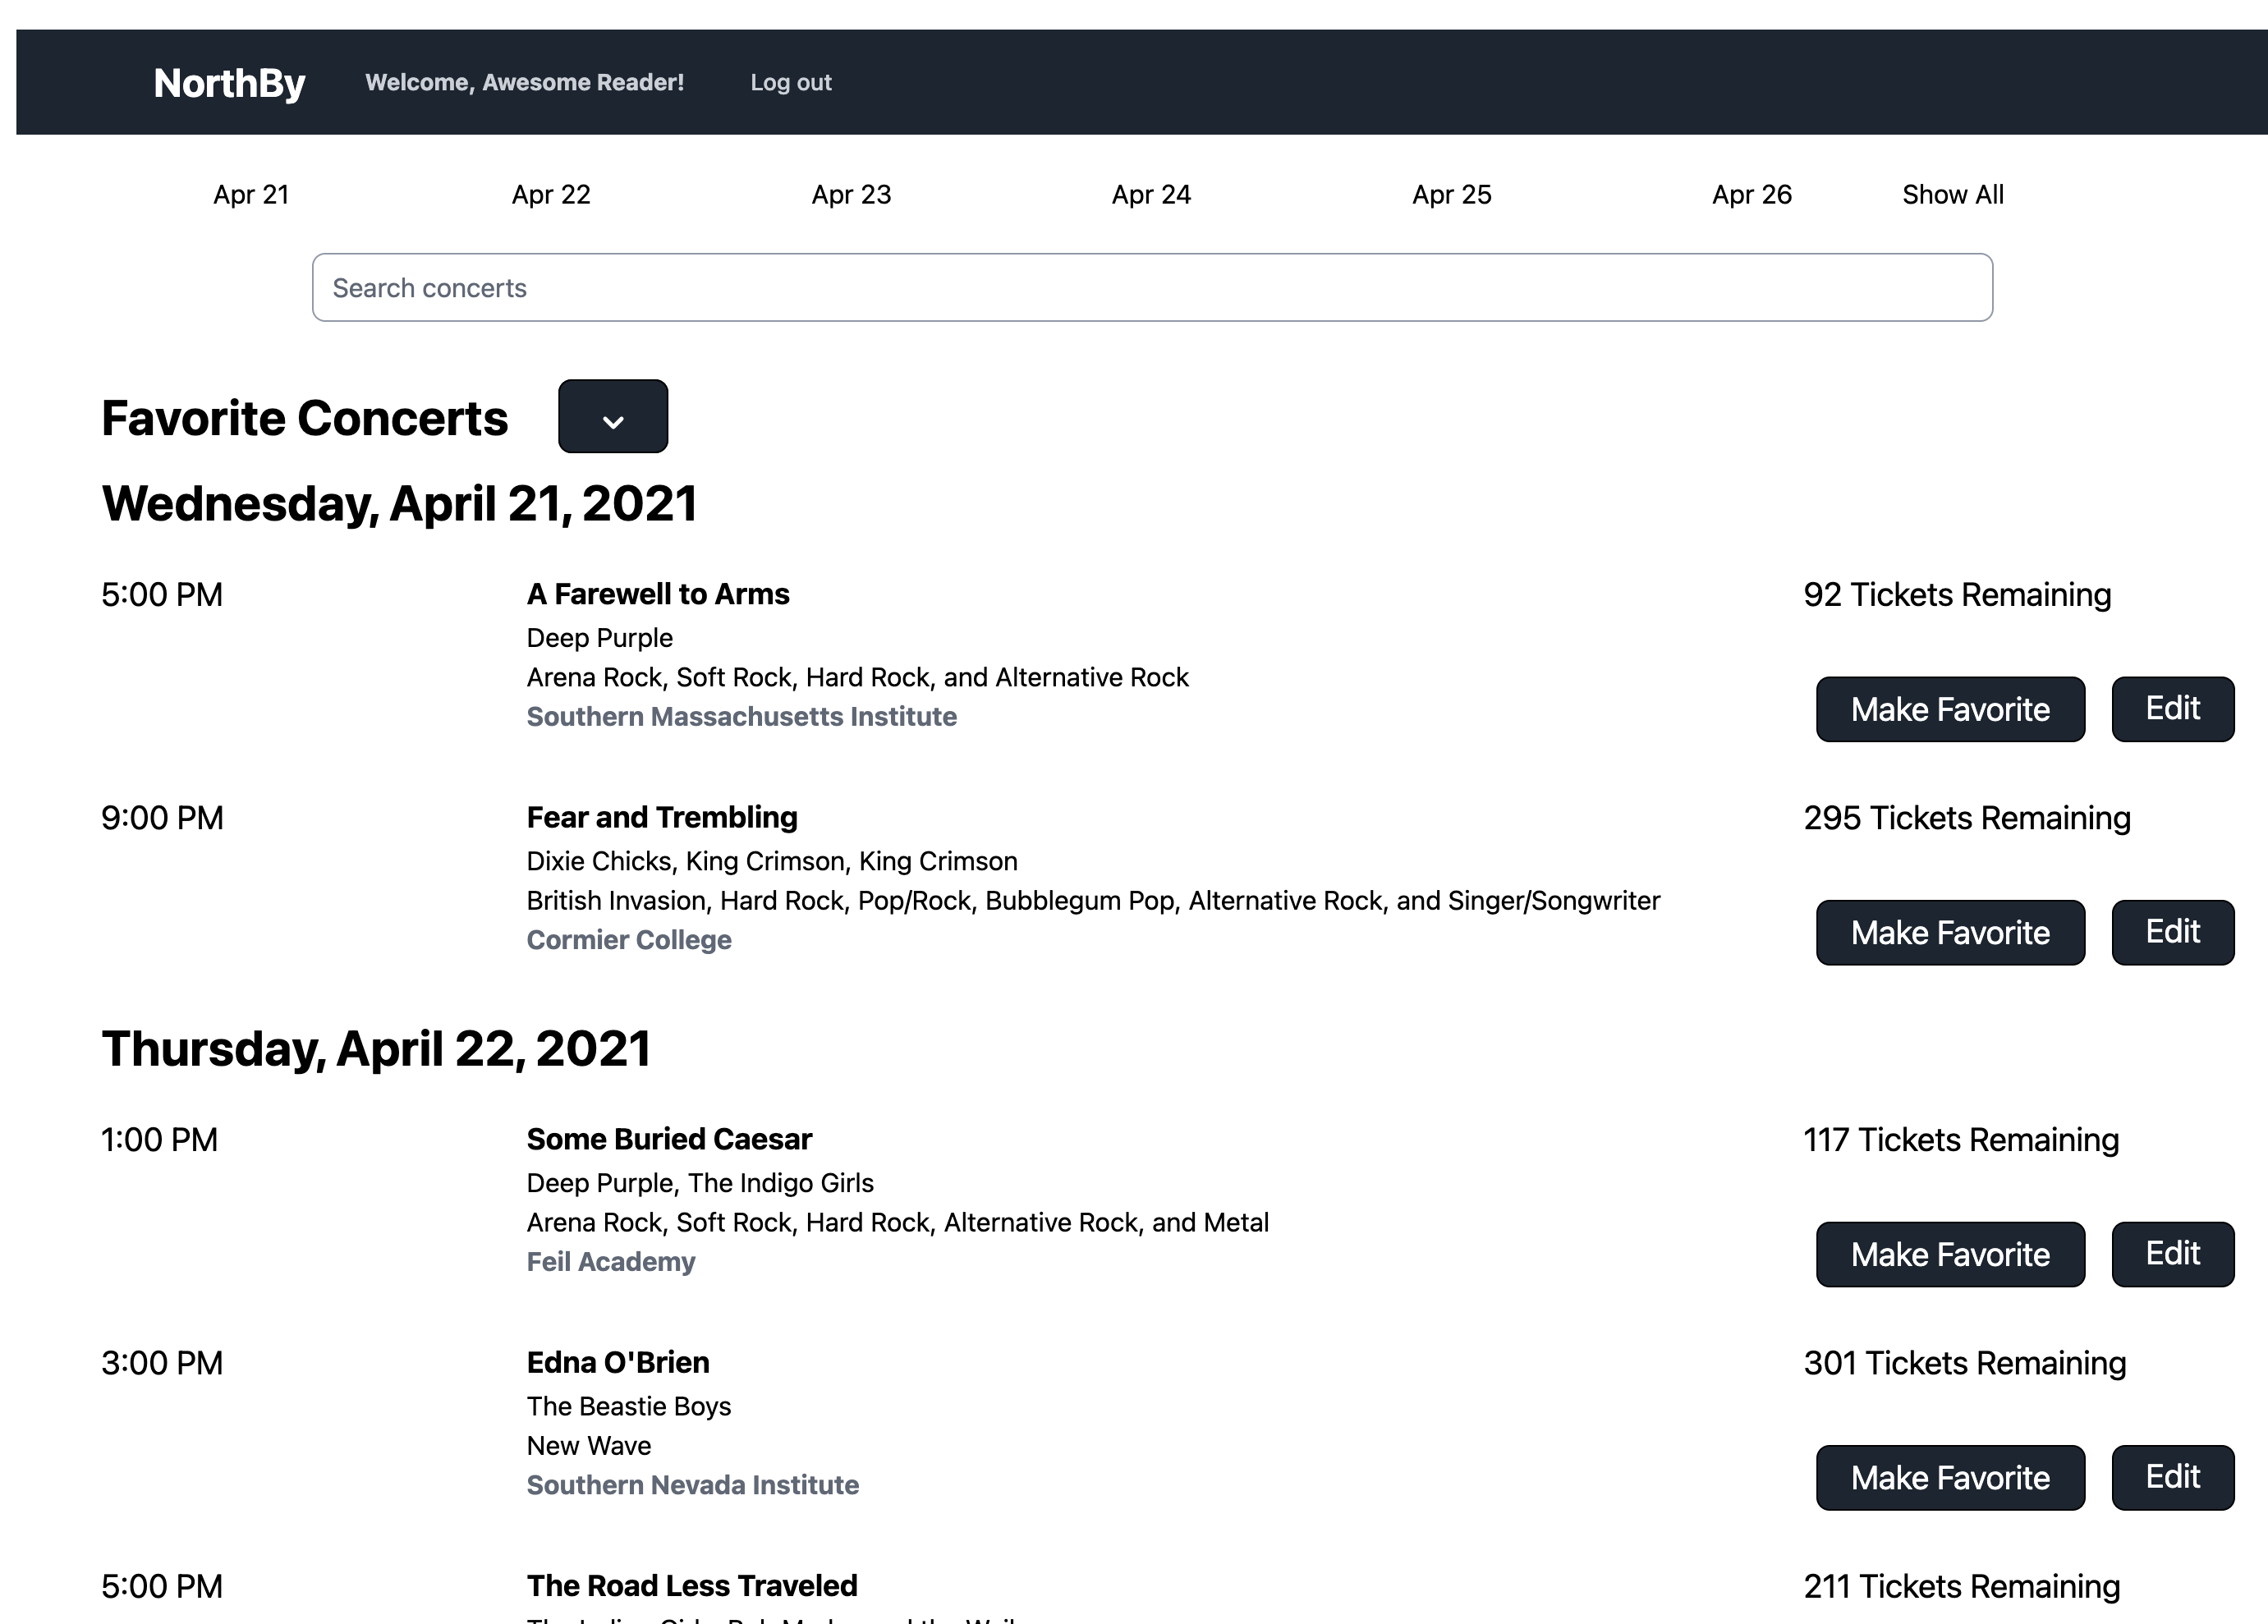 NorthBy Welcome, Awesome Reader! Log out
Apr 21 Apr 22 Apr 23 Apr 24 Apr 25 Apr 26 Show All
Search concerts
Favorite Concerts
Wednesday, April 21, 2021
5:00 PM A Farewell to Arms 92 Tickets Remaining
Deep Purple
Arena Rock, Soft Rock, Hard Rock, and Alternative Rock
Southern Massachusetts Institute
Make Favorite Edit
9:00 PM Fear and Trembling 295 Tickets Remaining
Dixie Chicks, King Crimson, King Crimson
British Invasion, Hard Rock, Pop/Rock, Bubblegum Pop, Alternative Rock, and Singer/Songwriter
Cormier College
Make Favorite Edit
Thursday, April 22, 2021
1:00 PM Some Buried Caesar 117 Tickets Remaining
Deep Purple, The Indigo Girls
Arena Rock, Soft Rock, Hard Rock, Alternative Rock, and Metal
Feil Academy
Make Favorite Edit
3:00 PM Edna O'Brien 301 Tickets Remaining
The Beastie Boys
New Wave
Southern Nevada Institute
Make Favorite Edit
5:00 PM The Road Less Traveled 211 Tickets Remaining